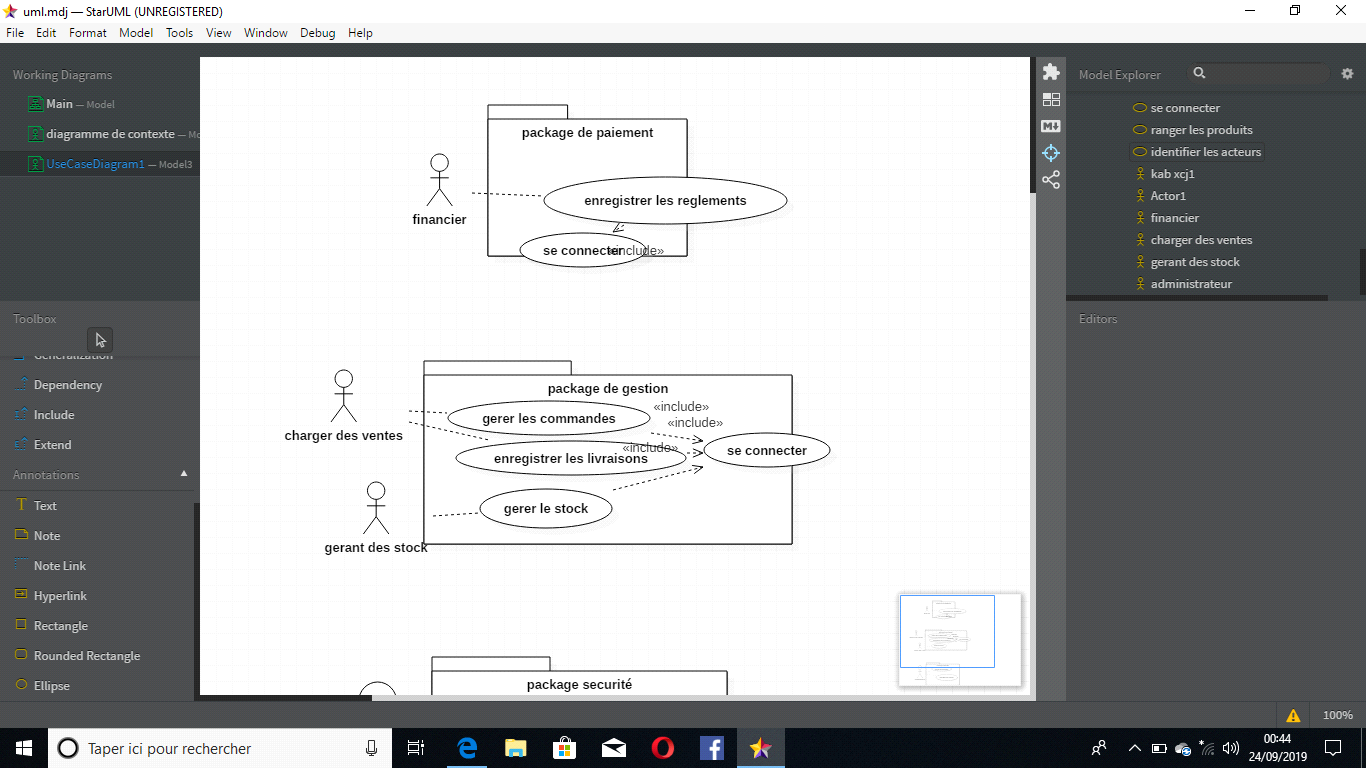 uml.mdj — StarUML (UNREGISTERED)
File Edit Format Model Tools View Window Debug Help
Working Diagrams
Main — Model
diagramme de contexte — Mo
UseCaseDiagram1 — Model3
Toolbox
Generalization
Dependency
Include
Extend
Annotations
Text
Note
Note Link
Hyperlink
Rectangle
Rounded Rectangle
Ellipse
package de paiement
financier
enregistrer les reglements
se connecter
«include»
package de gestion
charger des ventes
gerer les commandes
«include»
«include»
«include»
enregistrer les livraisons
se connecter
gerer le stock
gerant des stock
package securité
Model Explorer
se connecter
ranger les produits
identifier les acteurs
kab xcj1
Actor1
financier
charger des ventes
gerant des stock
administrateur
Editors
100%
Taper ici pour rechercher
00:44
24/09/2019